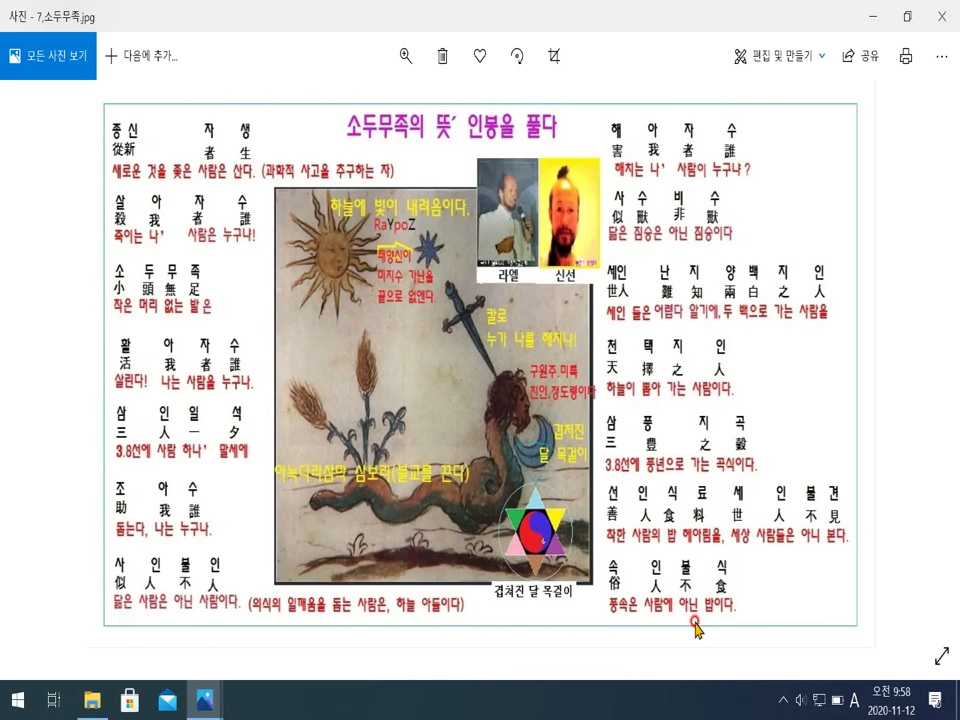 사진 - 7,소두무족.jpg
모든 사진 보기
다음에 추가...
편집 및 만들기
공유
소두무족의 뜻´ 인봉을 풀다
종신 자 생
從新 者 生
새로운 것을 좇은 사람은 산다. (과학적 사고을 추구하는 자)
살 아 자 수
殺 我 者 誰
죽이는 나’ 사람은 누구나!
소 두 무 족
小 頭 無 足
작은 머리 없는 발 은
활 아 자 수
活 我 者 誰
살린다! 나는 사람을 누구나.
삼 인 일 석
三 人 一 夕
3.8선에 사람 하나’ 말세에
조 아 수
助 我 誰
돕는다, 나는 누구나.
사 인 불 인
似 人 不 人
닮은 사람은 아닌 사람이다. (의식의 일깨움을 돕는 사람은, 하늘 아들이다)
하늘에 빛이 내려옴이다.
RaYpoZ
태양신이
미지수 가난을
끝으로 없앤다.
라엘
신선
칼로
누가 나를 해치나!
구원주.미륵
진인.정도령이다
겹쳐진
달 목걸이
아뇩다라삼막 삼보리(불교를 끈다)
겹쳐진 달 목걸이
해 아 자 수
害 我 者 誰
해치는 나’ 사람이 누구냐?
사 수 비 수
似 獸 非 獸
닮은 짐승은 아닌 짐승이다
세인 난 지 양 백 지 인
世人 難 知 兩 白 之 人
세인 들은 어렵다 알기에, 두 백으로 가는 사람을
천 택 지 인
天 擇 之 人
하늘이 뽑아 가는 사람이다.
삼 풍 지 곡
三 豊 之 穀
3.8선에 풍년으로 가는 곡식이다.
선 인 식 료 세 인 불 견
善 人 食 料 世 人 不 見
착한 사람의 밥 헤아림을, 세상 사람들은 아니 본다.
속 인 불 식
俗 人 不 食
풍속은 사람에 아닌 밥이다.
A
오전 9:58
2020-11-12